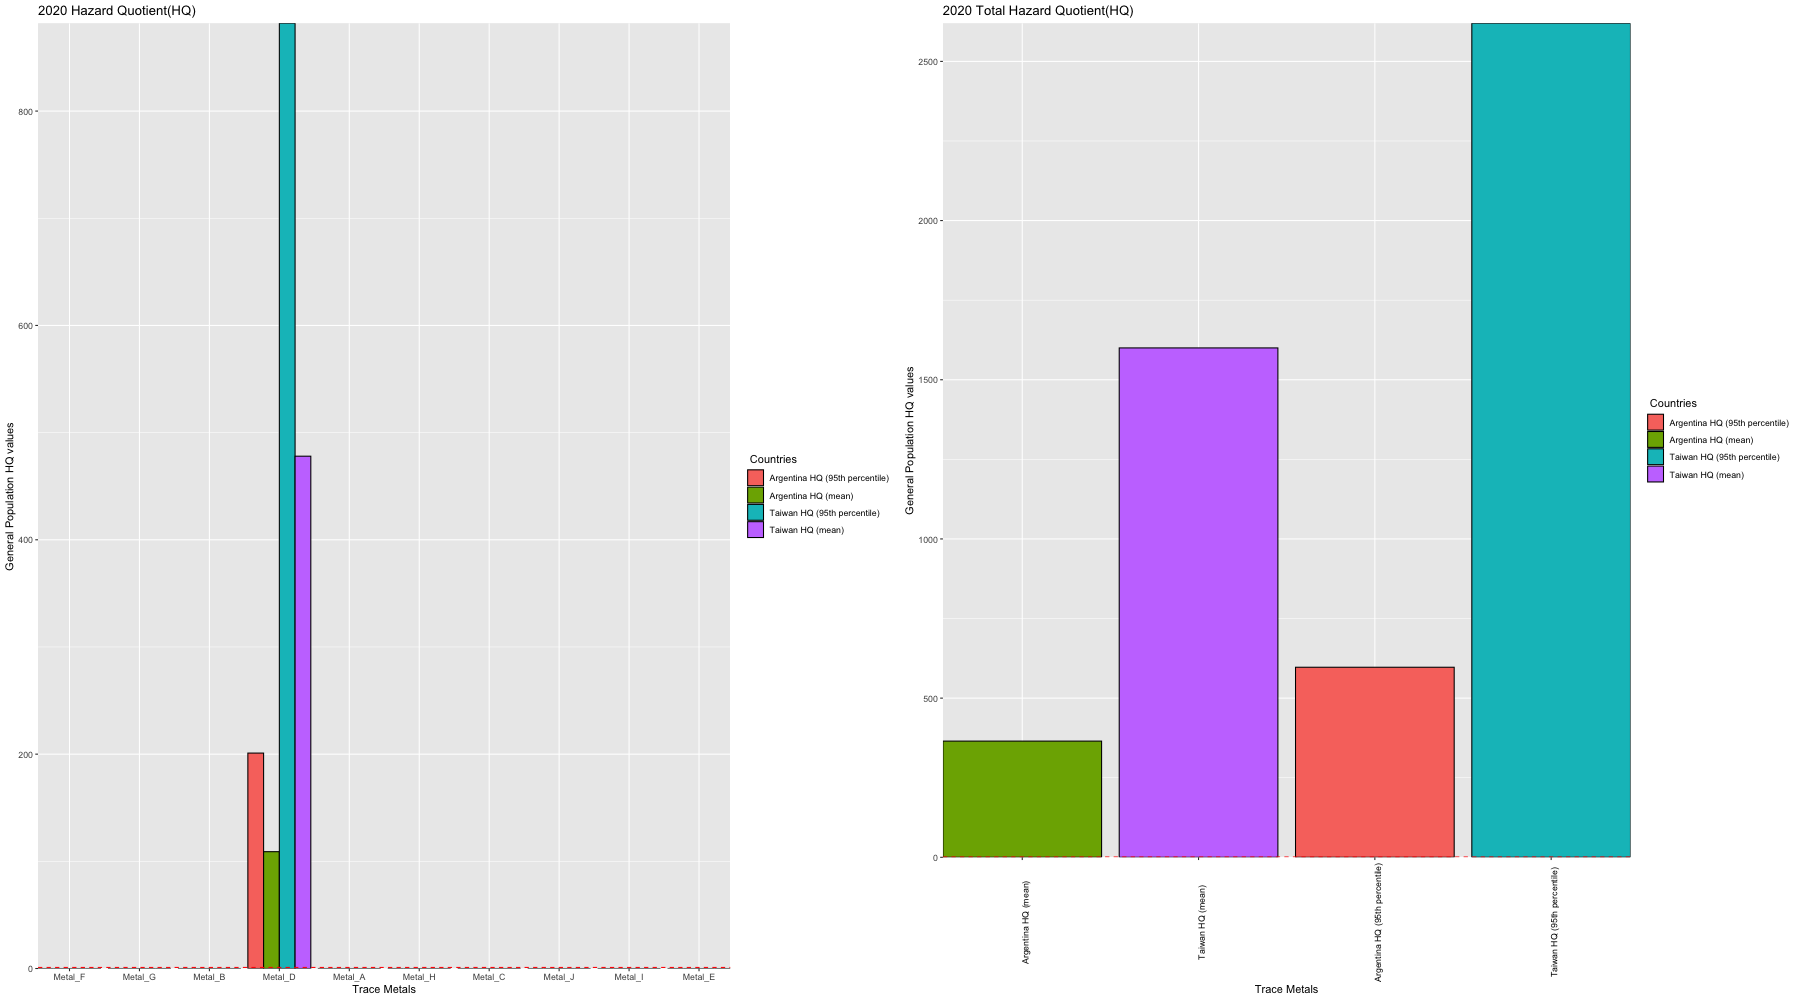 2020 Hazard Quotient(HQ)
General Population HQ values
800
600
400
200
0
Metal_F Metal_G Metal_B Metal_D Metal_A Metal_H Metal_C Metal_J Metal_I Metal_E
Trace Metals
Countries
Argentina HQ (95th percentile)
Argentina HQ (mean)
Taiwan HQ (95th percentile)
Taiwan HQ (mean)
2020 Total Hazard Quotient(HQ)
General Population HQ values
2500
2000
1500
1000
500
0
Argentina HQ (mean)
Taiwan HQ (mean)
Argentina HQ (95th percentile)
Taiwan HQ (95th percentile)
Trace Metals
Countries
Argentina HQ (95th percentile)
Argentina HQ (mean)
Taiwan HQ (95th percentile)
Taiwan HQ (mean)